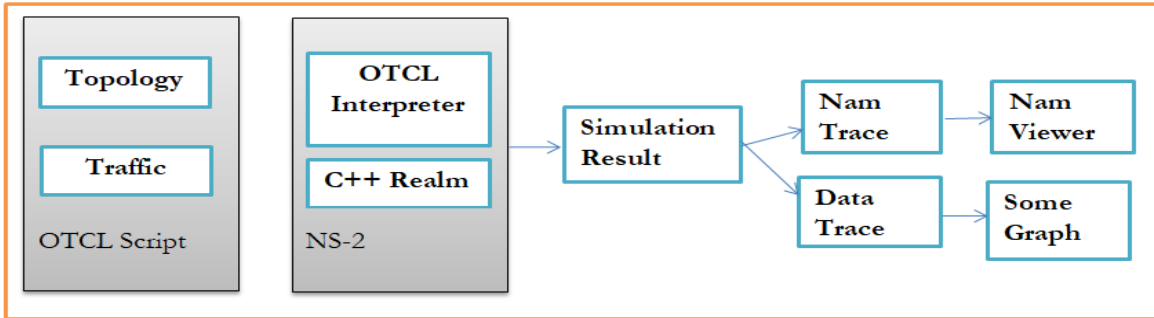 Topology
Traffic
OTCL Script
OTCL
Interpreter
C++ Realm
NS-2
Simulation
Result
Nam
Trace
Nam
Viewer
Data
Trace
Some
Graph